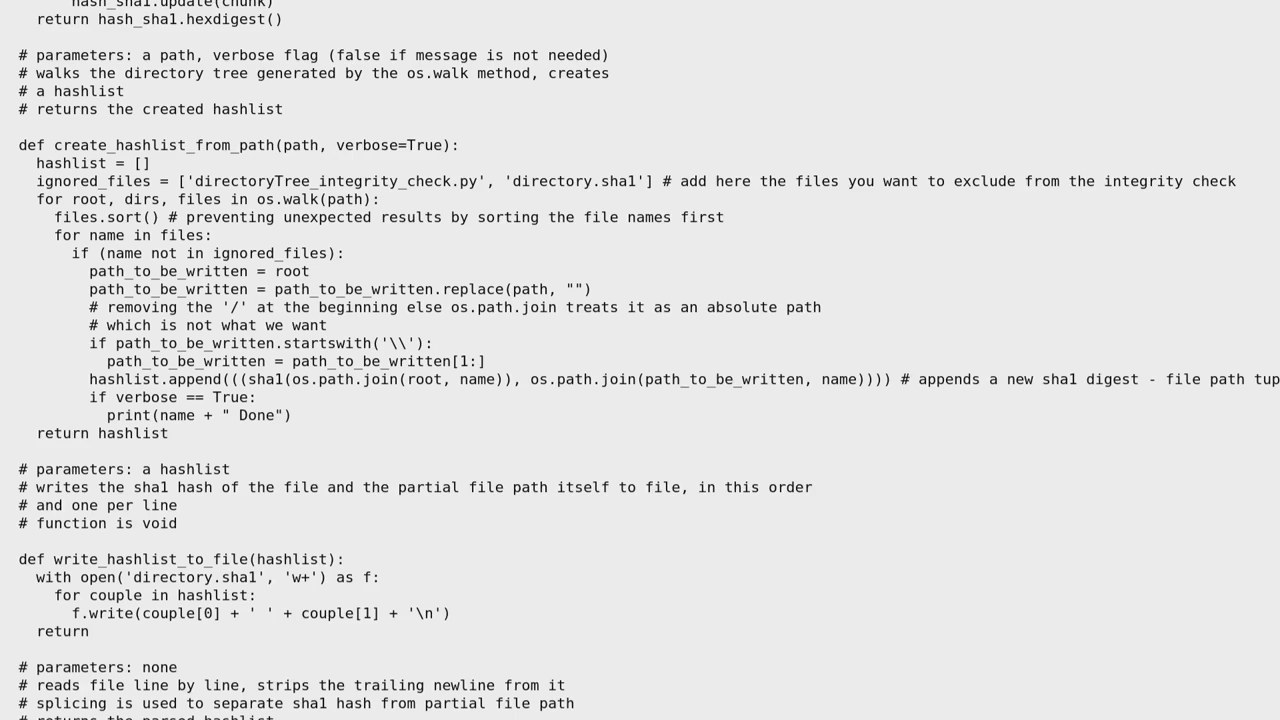 hash_sha1.update(chunk)
return hash_sha1.hexdigest()
# parameters: a path, verbose flag (false if message is not needed)
# walks the directory tree generated by the os.walk method, creates
# a hashlist
# returns the created hashlist
def create_hashlist_from_path(path, verbose=True):
hashlist = []
ignored_files = ['directoryTree_integrity_check.py', 'directory.sha1'] # add here the files you want to exclude from the integrity check
for root, dirs, files in os.walk(path):
files.sort() # preventing unexpected results by sorting the file names first
for name in files:
if (name not in ignored_files):
path_to_be_written = root
path_to_be_written = path_to_be_written.replace(path, "")
# removing the '/' at the beginning else os.path.join treats it as an absolute path
# which is not what we want
if path_to_be_written.startswith('\\'):
path_to_be_written = path_to_be_written[1:]
hashlist.append(((sha1(os.path.join(root, name)), os.path.join(path_to_be_written, name)))) # appends a new sha1 digest - file path tup
if verbose == True:
print(name + " Done")
return hashlist
# parameters: a hashlist
# writes the sha1 hash of the file and the partial file path itself to file, in this order
# and one per line
# function is void
def write_hashlist_to_file(hashlist):
with open('directory.sha1', 'w+') as f:
for couple in hashlist:
f.write(couple[0] + ' ' + couple[1] + '\n')
return
# parameters: none
# reads file line by line, strips the trailing newline from it
# splicing is used to separate sha1 hash from partial file path
# returns the parsed hashlist